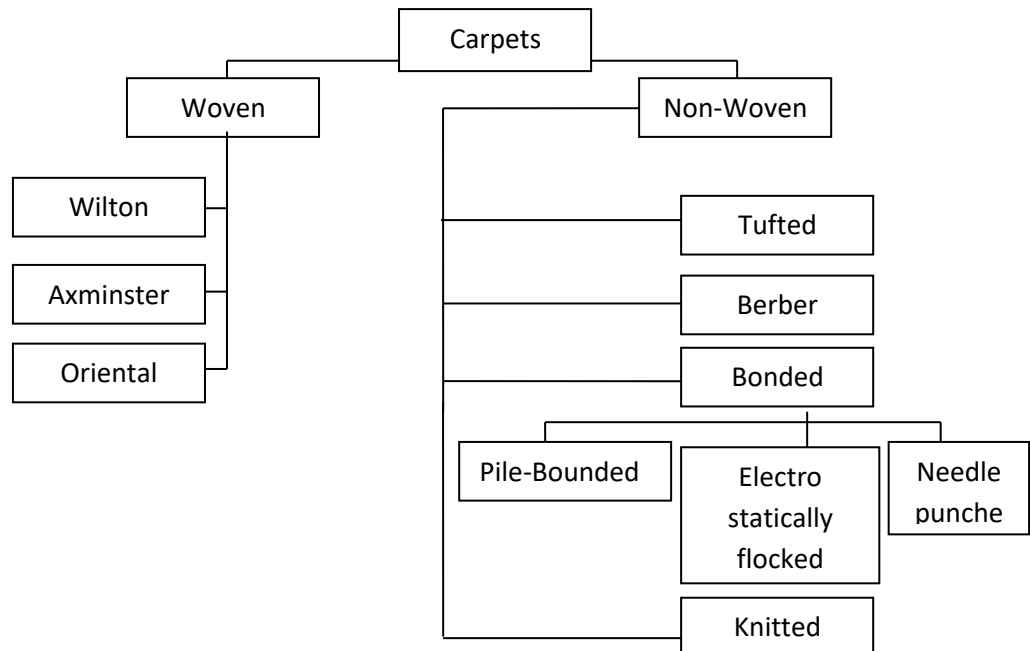 Carpets
Woven
Non-Woven
Wilton
Tufted
Axminster
Berber
Oriental
Bonded
Pile-Bounded
Electro
statically
flocked
Needle
punche
Knitted